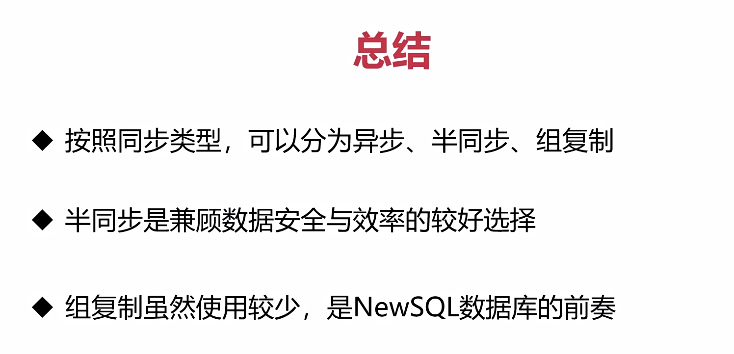 总结
◆ 按照同步类型，可以分为异步、半同步、组复制
◆ 半同步是兼顾数据安全与效率的较好选择
◆ 组复制虽然使用较少，是NewSQL数据库的前奏